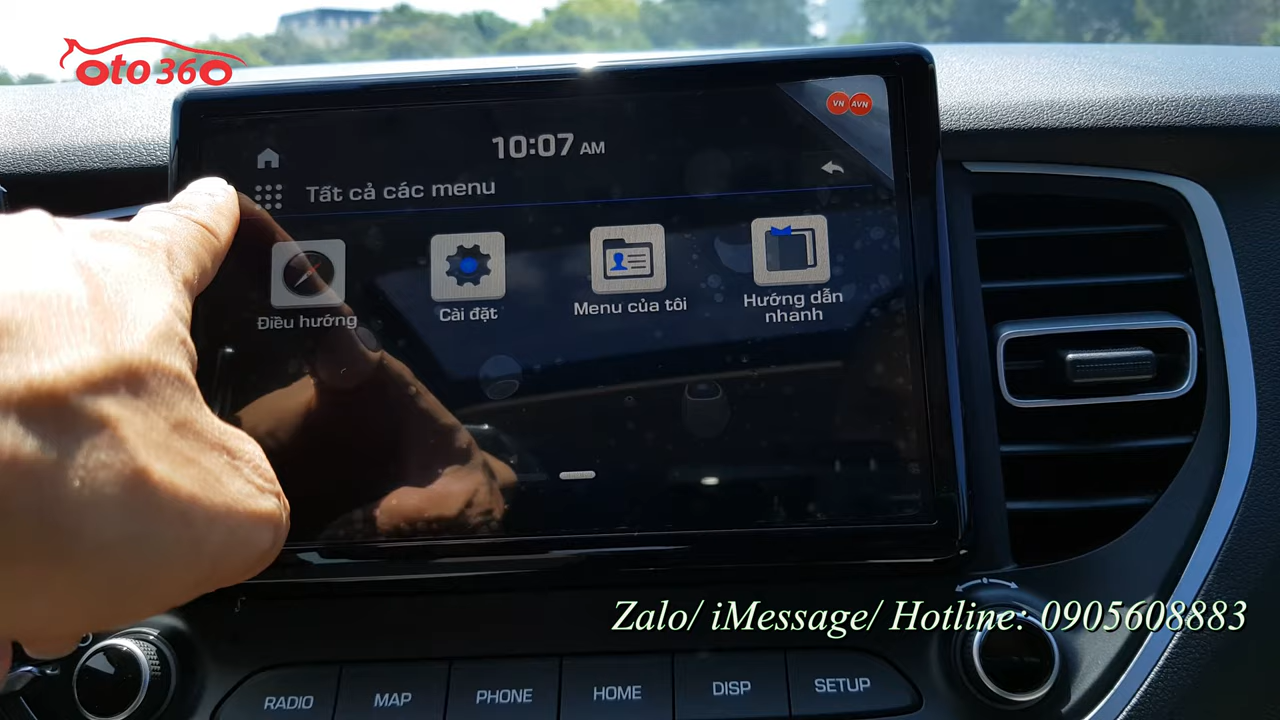 oto360
VN AVN
10:07 AM
Tất cả các menu
Điều hướng
Cài đặt
Menu của tôi
Hướng dẫn
nhanh
Zalo/ iMessage/ Hotline: 0905608883
RADIO
MAP
PHONE
HOME
DISP
SETUP